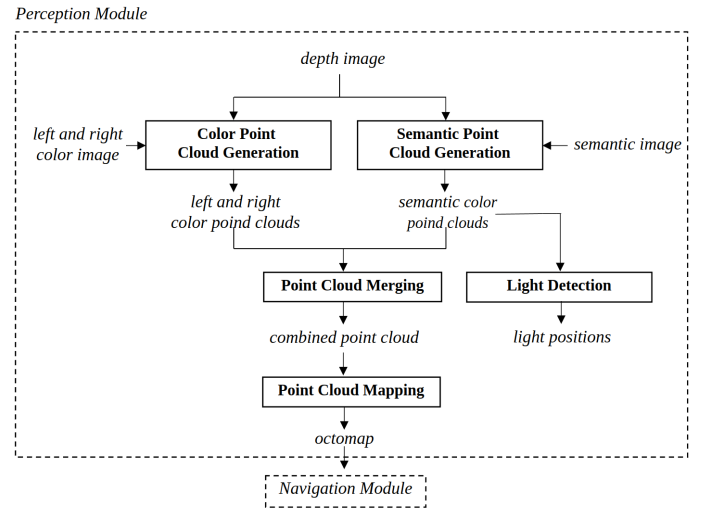 Perception Module
depth image
left and right
color image
Color Point
Cloud Generation
Semantic Point
Cloud Generation
semantic image
left and right
color poind clouds
semantic color
poind clouds
Point Cloud Merging
Light Detection
combined point cloud
light positions
Point Cloud Mapping
octomap
Navigation Module